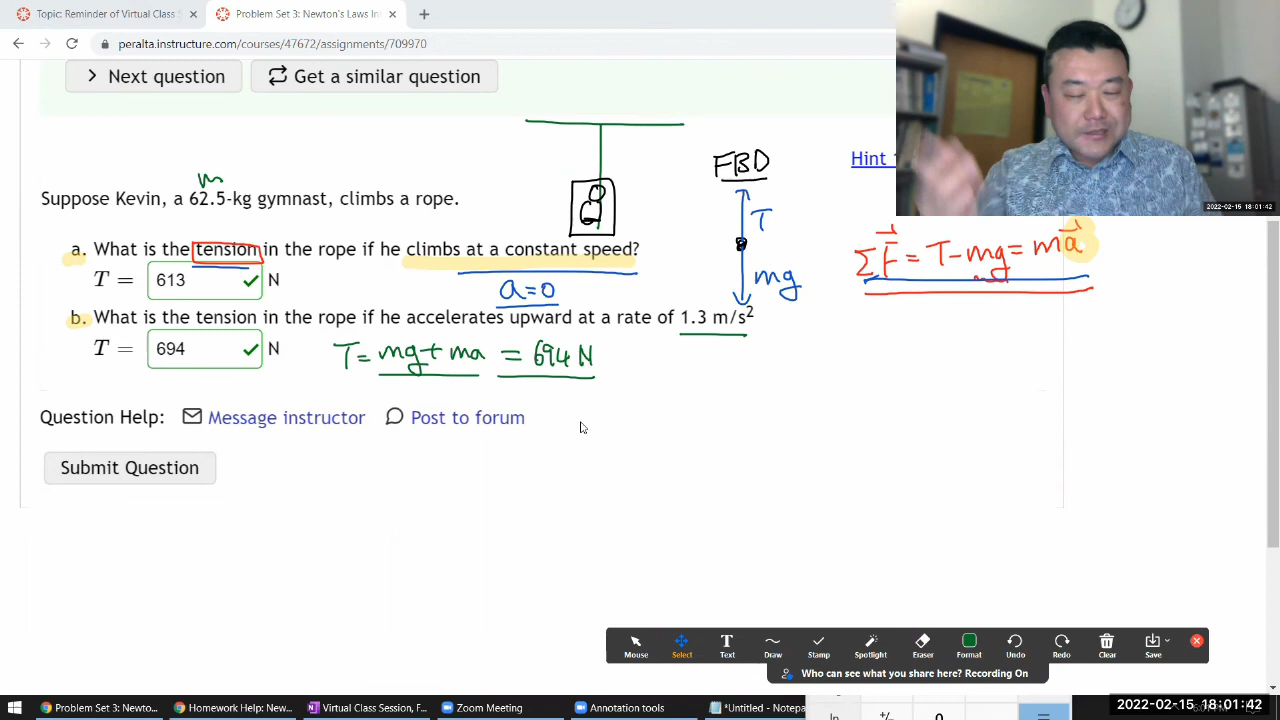 Topic: Reminder of Virtual Class S
Problem Set 3: Newton's Laws Int
peralta.instructure.com/courses/47672/assignments/709970
Next question
Get a similar question
2022-02-15 18:01:42
FBD
Hint
m
Suppose Kevin, a 62.5-kg gymnast, climbs a rope.
T
a. What is the tension in the rope if he climbs at a constant speed?
ΣF⃗ = T-mg = ma⃗
T = 613 N
a=0
mg
b. What is the tension in the rope if he accelerates upward at a rate of 1.3 m/s²
T = 694 N
T= mg+ma = 694 N
Question Help: Message instructor Post to forum
Submit Question
Mouse Select Text Draw Stamp Spotlight Eraser Format Undo Redo Clear Save
Who can see what you share here? Recording On
Problem Set 3: Newto...
Homework Help: New...
Virtual Class Session, F...
Zoom Meeting
Annotation tools
*Untitled - Notepa
ln +/- 0 =
2022-02-15 18:01:42